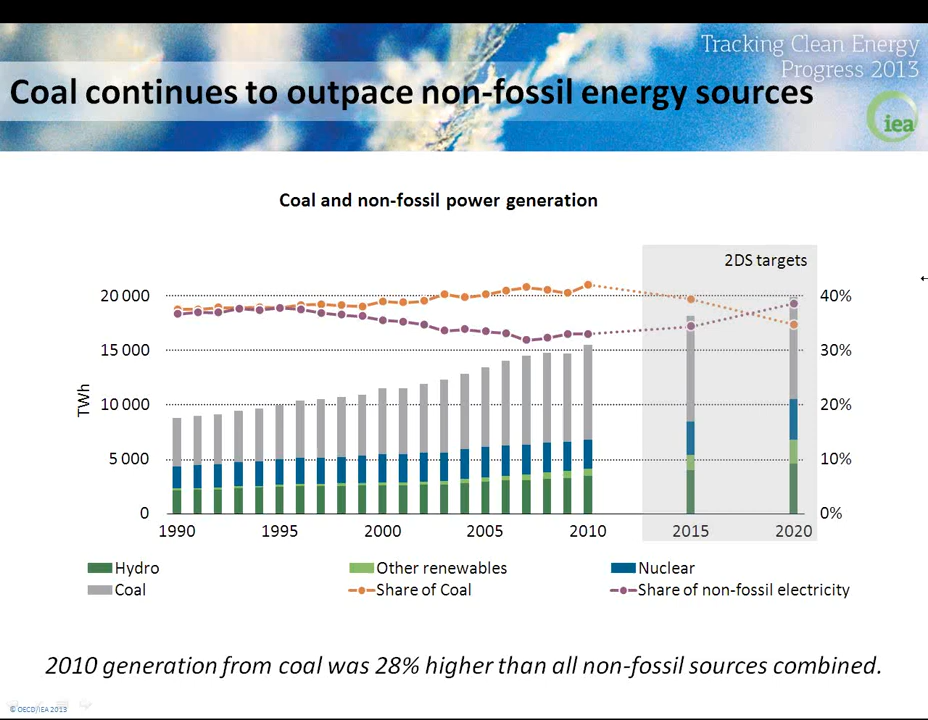 Tracking Clean Energy
Progress 2013
Coal continues to outpace non-fossil energy sources
iea
Coal and non-fossil power generation
2DS targets
20 000
40%
15 000
30%
TWh
10 000
20%
5 000
10%
0
0%
1990 1995 2000 2005 2010 2015 2020
Hydro Other renewables Nuclear
Coal Share of Coal Share of non-fossil electricity
2010 generation from coal was 28% higher than all non-fossil sources combined.
© OECD/IEA 2013